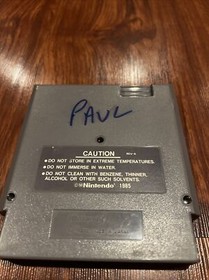 PAUL
CAUTION
● DO NOT STORE IN EXTREME TEMPERATURES.
● DO NOT IMMERSE IN WATER.
● DO NOT CLEAN WITH BENZENE, THINNER,
ALCOHOL OR OTHER SUCH SOLVENTS.
Nintendo 1985